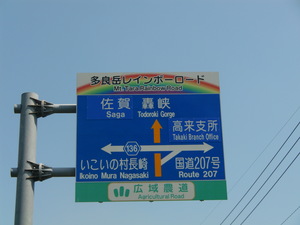 多良岳レインボーロード
Mt.Tara Rainbow Road
佐賀 轟峡
Saga Todoroki Gorge
高来支所
Takaki Branch Office
136
いこいの村長崎 国道207号
Ikoino Mura Nagasaki Route 207
広域農道
Agricultural Road